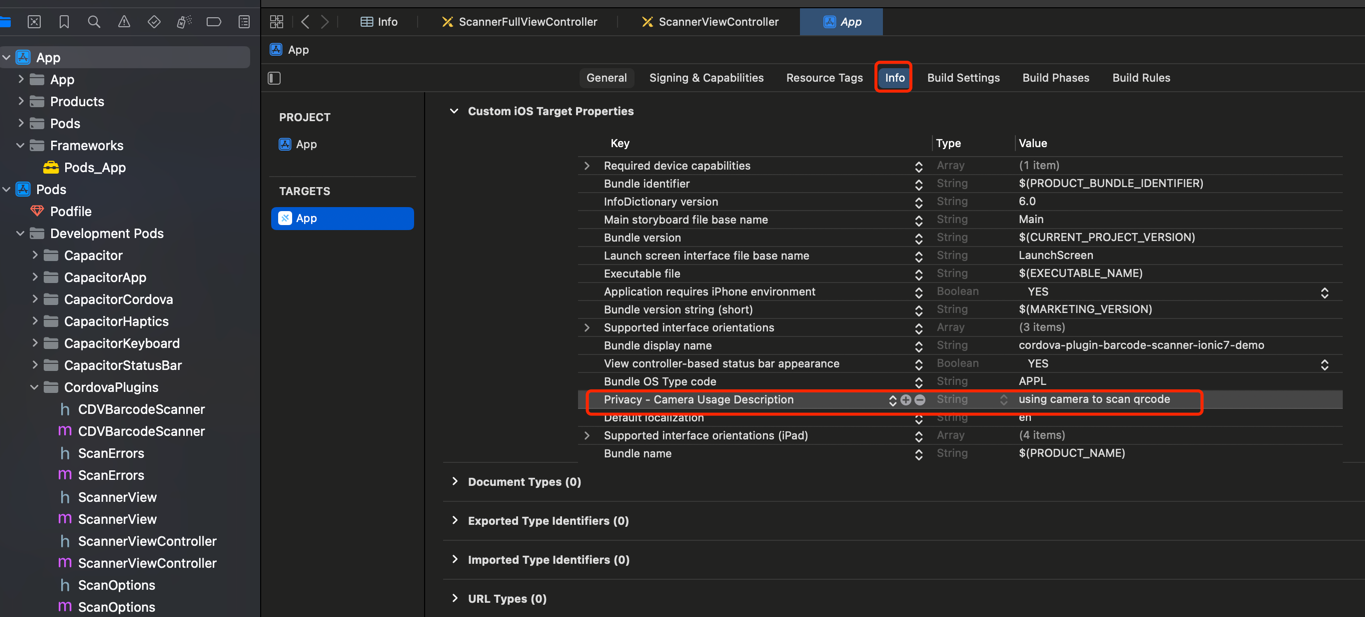 Info
ScannerFullViewController
ScannerViewController
App
App
App
App
Products
Pods
Frameworks
Pods_App
Pods
Podfile
Development Pods
Capacitor
CapacitorApp
CapacitorCordova
CapacitorHaptics
CapacitorKeyboard
CapacitorStatusBar
CordovaPlugins
h CDVBarcodeScanner
m CDVBarcodeScanner
h ScanErrors
m ScanErrors
h ScannerView
m ScannerView
h ScannerViewController
m ScannerViewController
h ScanOptions
m ScanOptions
General Signing & Capabilities Resource Tags Info Build Settings Build Phases Build Rules
PROJECT
App
TARGETS
App
Custom iOS Target Properties
Key Type Value
Required device capabilities Array (1 item)
Bundle identifier String $(PRODUCT_BUNDLE_IDENTIFIER)
InfoDictionary version String 6.0
Main storyboard file base name String Main
Bundle version String $(CURRENT_PROJECT_VERSION)
Launch screen interface file base name String LaunchScreen
Executable file String $(EXECUTABLE_NAME)
Application requires iPhone environment Boolean YES
Bundle version string (short) String $(MARKETING_VERSION)
Supported interface orientations Array (3 items)
Bundle display name String cordova-plugin-barcode-scanner-ionic7-demo
View controller-based status bar appearance Boolean YES
Bundle OS Type code String APPL
Privacy - Camera Usage Description String using camera to scan qrcode
Default localization String en
Supported interface orientations (iPad) Array (4 items)
Bundle name String $(PRODUCT_NAME)
Document Types (0)
Exported Type Identifiers (0)
Imported Type Identifiers (0)
URL Types (0)